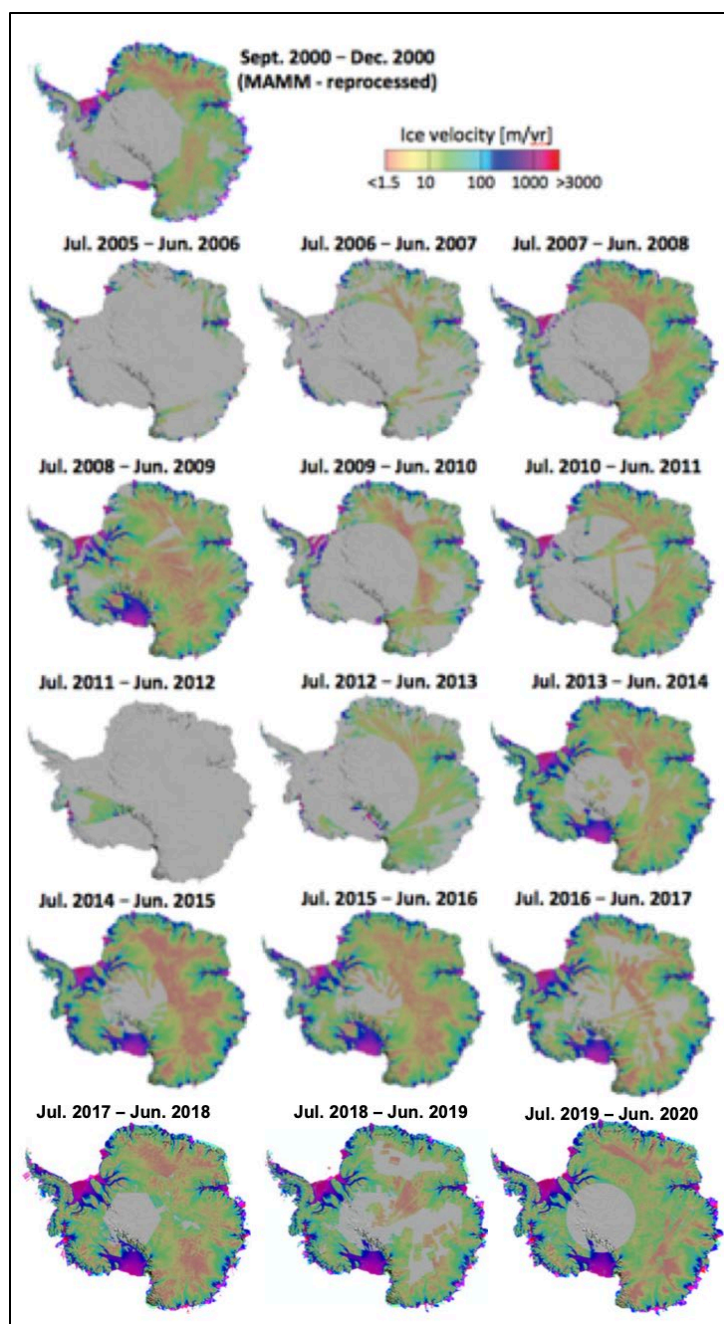 Sept. 2000 – Dec. 2000
(MAMM - reprocessed)
Ice velocity [m/yr]
<1.5 10 100 1000 >3000
Jul. 2005 – Jun. 2006 Jul. 2006 – Jun. 2007 Jul. 2007 – Jun. 2008
Jul. 2008 – Jun. 2009 Jul. 2009 – Jun. 2010 Jul. 2010 – Jun. 2011
Jul. 2011 – Jun. 2012 Jul. 2012 – Jun. 2013 Jul. 2013 – Jun. 2014
Jul. 2014 – Jun. 2015 Jul. 2015 – Jun. 2016 Jul. 2016 – Jun. 2017
Jul. 2017 – Jun. 2018 Jul. 2018 – Jun. 2019 Jul. 2019 – Jun. 2020